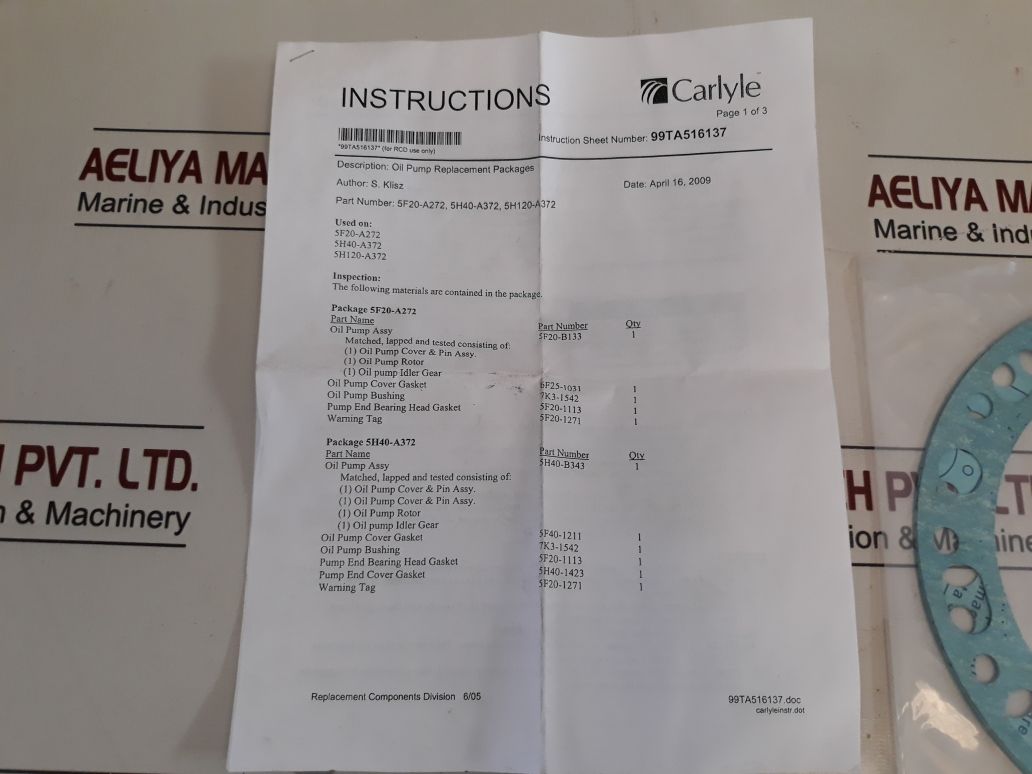 INSTRUCTIONS
Carlyle
Page 1 of 3
*99TA516137* (for RCD use only)
Instruction Sheet Number: 99TA516137
Description: Oil Pump Replacement Packages
Author: S. Klisz
Date: April 16, 2009
Part Number: 5F20-A272, 5H40-A372, 5H120-A372
Used on:
5F20-A272
5H40-A372
5H120-A372
Inspection:
The following materials are contained in the package.
Package 5F20-A272
Part Name Part Number Qty
Oil Pump Assy 5F20-B133 1
Matched, lapped and tested consisting of:
(1) Oil Pump Cover & Pin Assy.
(1) Oil Pump Rotor
(1) Oil pump Idler Gear
Oil Pump Cover Gasket 6F25-1031 1
Oil Pump Bushing 7K3-1542 1
Pump End Bearing Head Gasket 5F20-1113 1
Warning Tag 5F20-1271 1
Package 5H40-A372
Part Name Part Number Qty
Oil Pump Assy 5H40-B343 1
Matched, lapped and tested consisting of:
(1) Oil Pump Cover & Pin Assy.
(1) Oil Pump Cover & Pin Assy.
(1) Oil Pump Rotor
(1) Oil pump Idler Gear
Oil Pump Cover Gasket 5F40-1211 1
Oil Pump Bushing 7K3-1542 1
Pump End Bearing Head Gasket 5F20-1113 1
Pump End Cover Gasket 5H40-1423 1
Warning Tag 5F20-1271 1
Replacement Components Division 6/05
99TA516137.doc
carlyleinstr.dot
AELIYA MA
Marine & Indus
PVT. LTD.
& Machinery
AELIYA MA
Marine & Indu